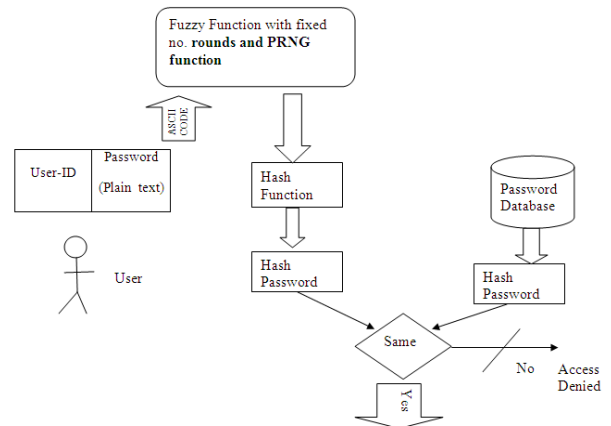 Fuzzy Function with fixed
no. rounds and PRNG
function
ASCII
CODE
User-ID
Password
(Plain text)
User
Hash
Function
Hash
Password
Password
Database
Hash
Password
Same
No
Access
Denied
Yes